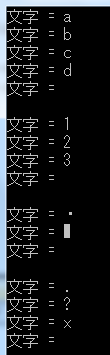 文字 = a
文字 = b
文字 = c
文字 = d
文字 =
文字 = 1
文字 = 2
文字 = 3
文字 =
文字 = ・
文字 = █
文字 =
文字 = .
文字 = ?
文字 = x
文字 =